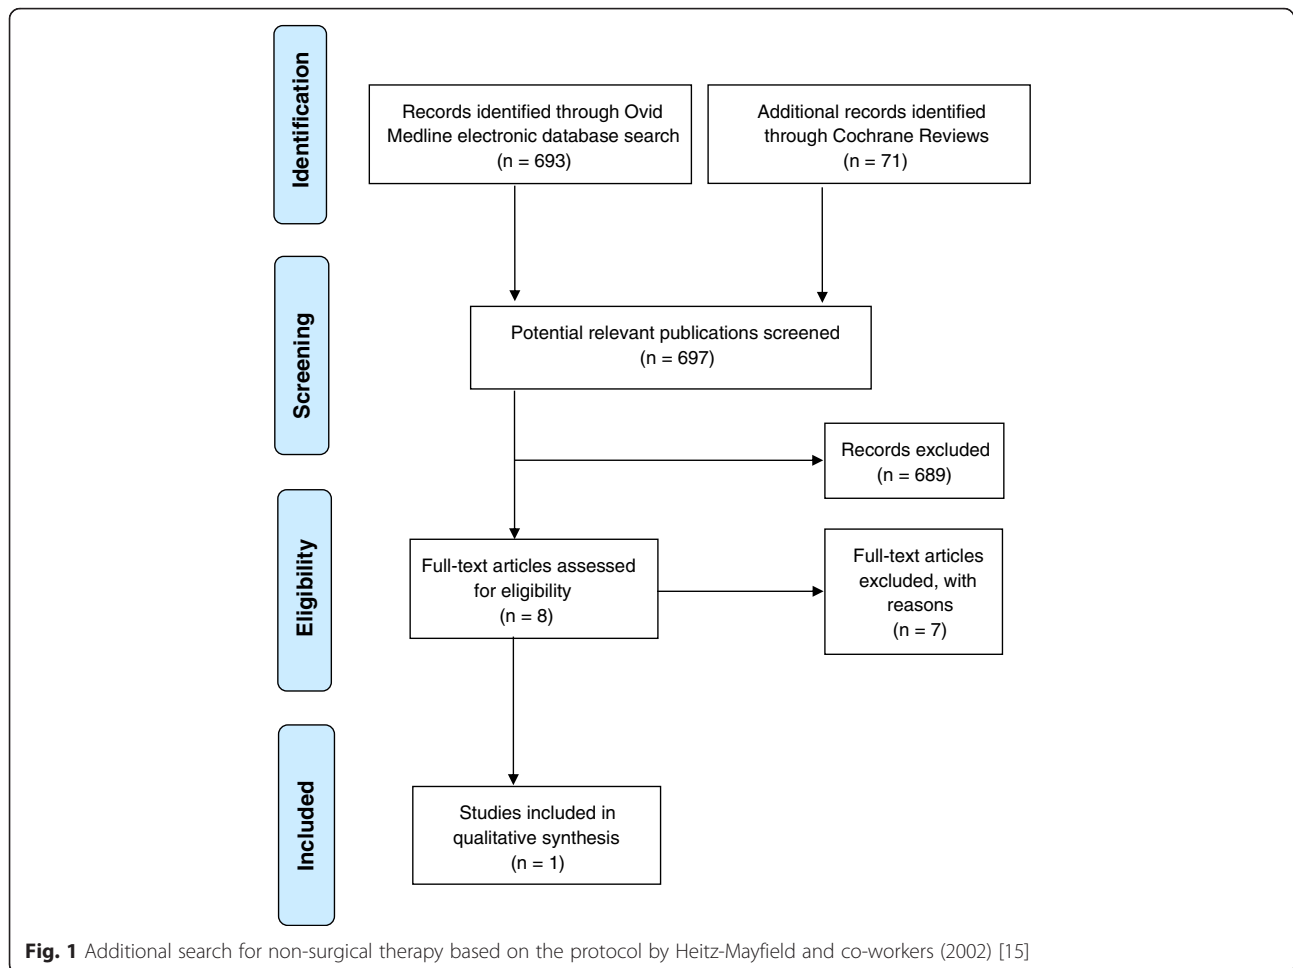 Identification
Records identified through Ovid
Medline electronic database search
(n = 693)
Additional records identified
through Cochrane Reviews
(n = 71)
Screening
Potential relevant publications screened
(n = 697)
Records excluded
(n = 689)
Eligibility
Full-text articles assessed
for eligibility
(n = 8)
Full-text articles
excluded, with
reasons
(n = 7)
Included
Studies included in
qualitative synthesis
(n = 1)
Fig. 1 Additional search for non-surgical therapy based on the protocol by Heitz-Mayfield and co-workers (2002) [15]